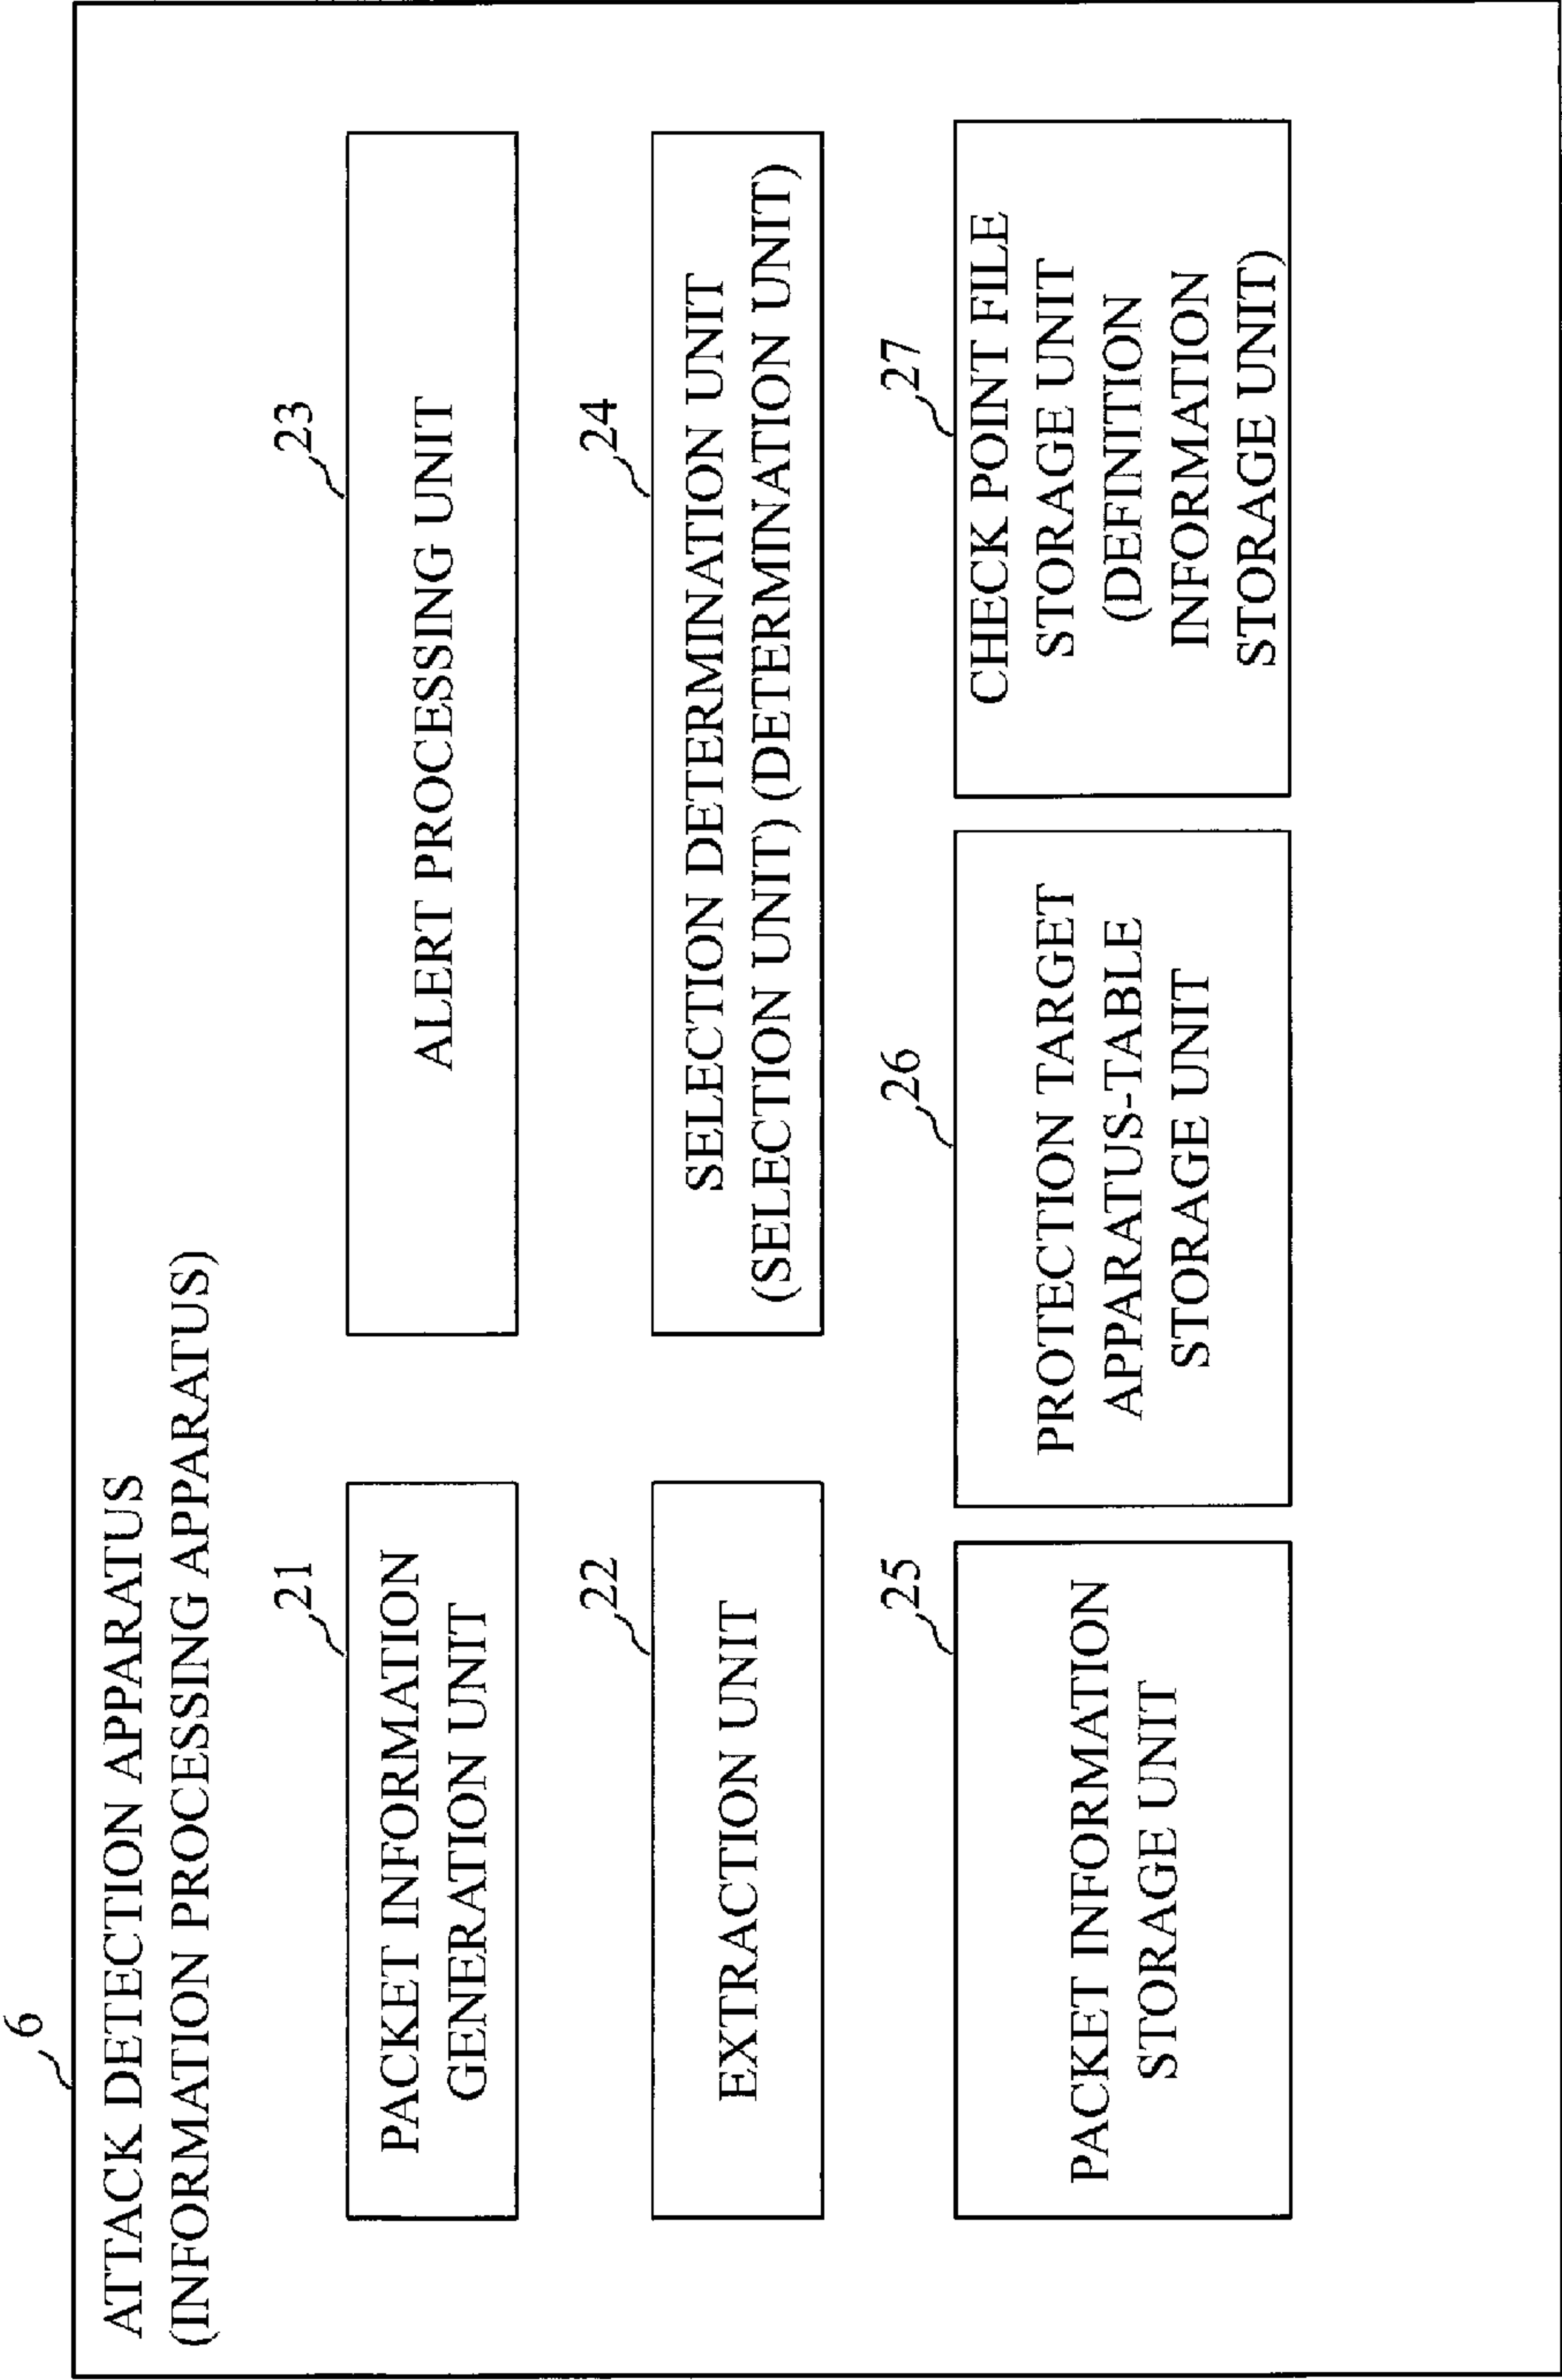 6
ATTACK DETECTION APPARATUS
(INFORMATION PROCESSING APPARATUS)
21
PACKET INFORMATION
GENERATION UNIT
23
ALERT PROCESSING UNIT
22
EXTRACTION UNIT
24
SELECTION DETERMINATION UNIT
(SELECTION UNIT) (DETERMINATION UNIT)
25
PACKET INFORMATION
STORAGE UNIT
26
PROTECTION TARGET
APPARATUS-TABLE
STORAGE UNIT
27
CHECK POINT FILE
STORAGE UNIT
(DEFINITION
INFORMATION
STORAGE UNIT)